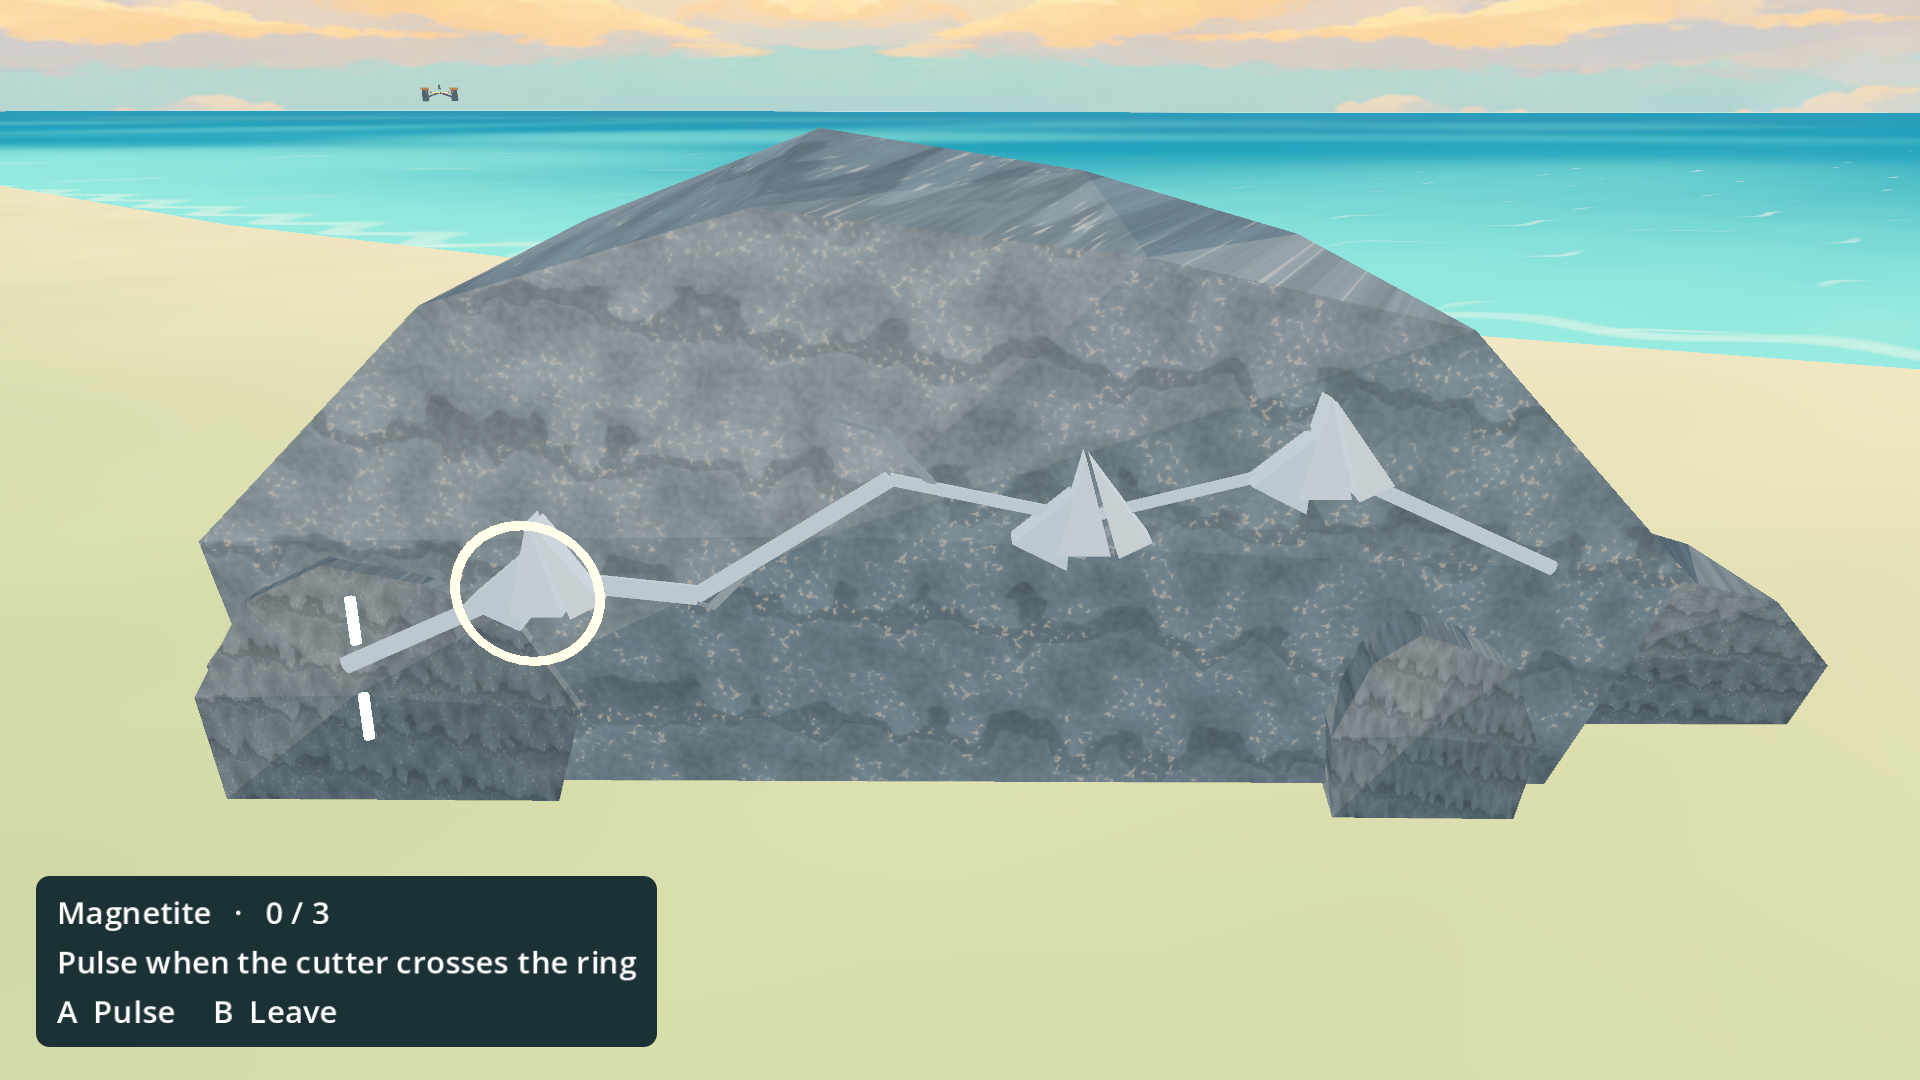 Magnetite · 0 / 3
Pulse when the cutter crosses the ring
A Pulse B Leave